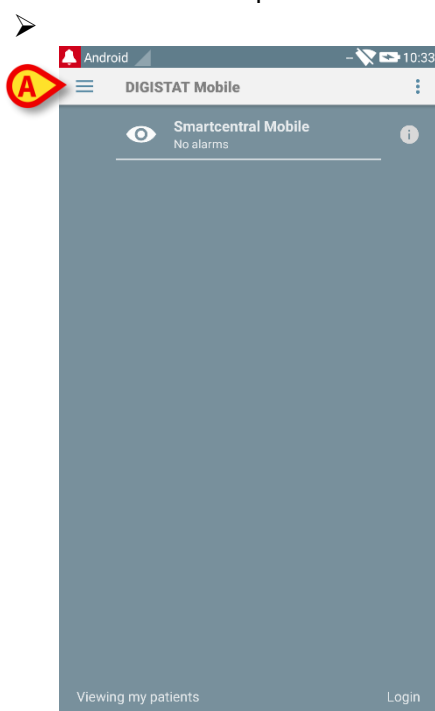 Android
10:33
A
DIGISTAT Mobile
Smartcentral Mobile
No alarms
Viewing my patients
Login